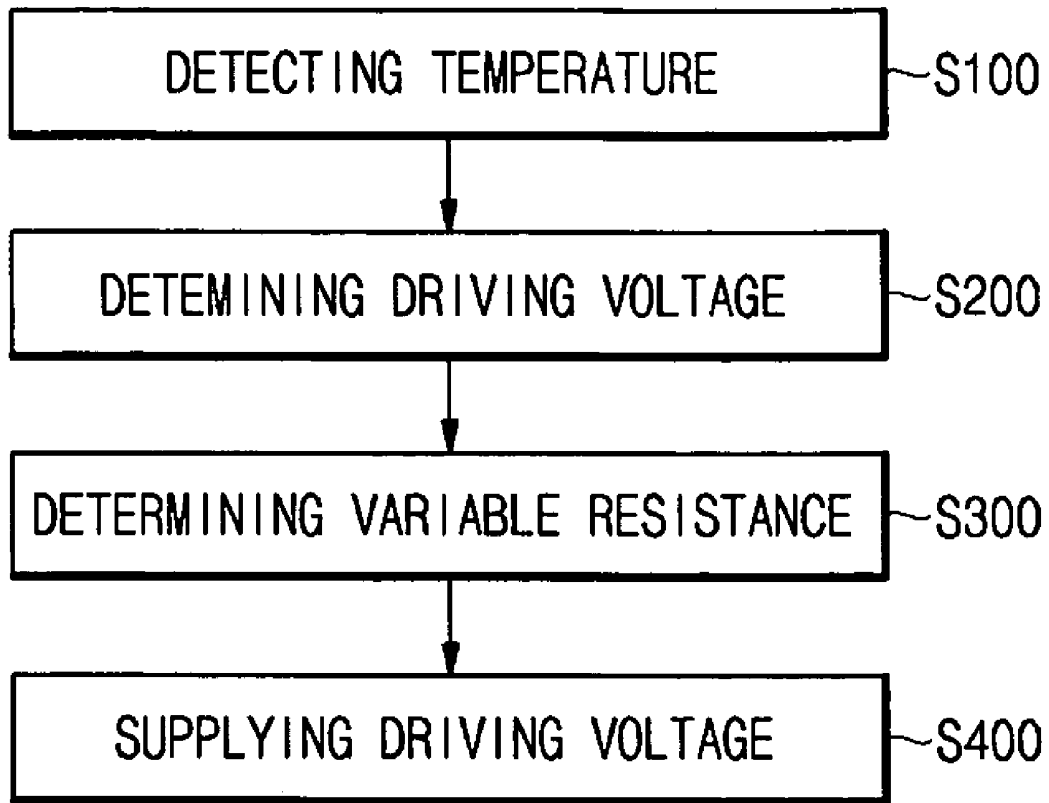 DETECTING TEMPERATURE S100
DETEMINING DRIVING VOLTAGE S200
DETERMINING VARIABLE RESISTANCE S300
SUPPLYING DRIVING VOLTAGE S400